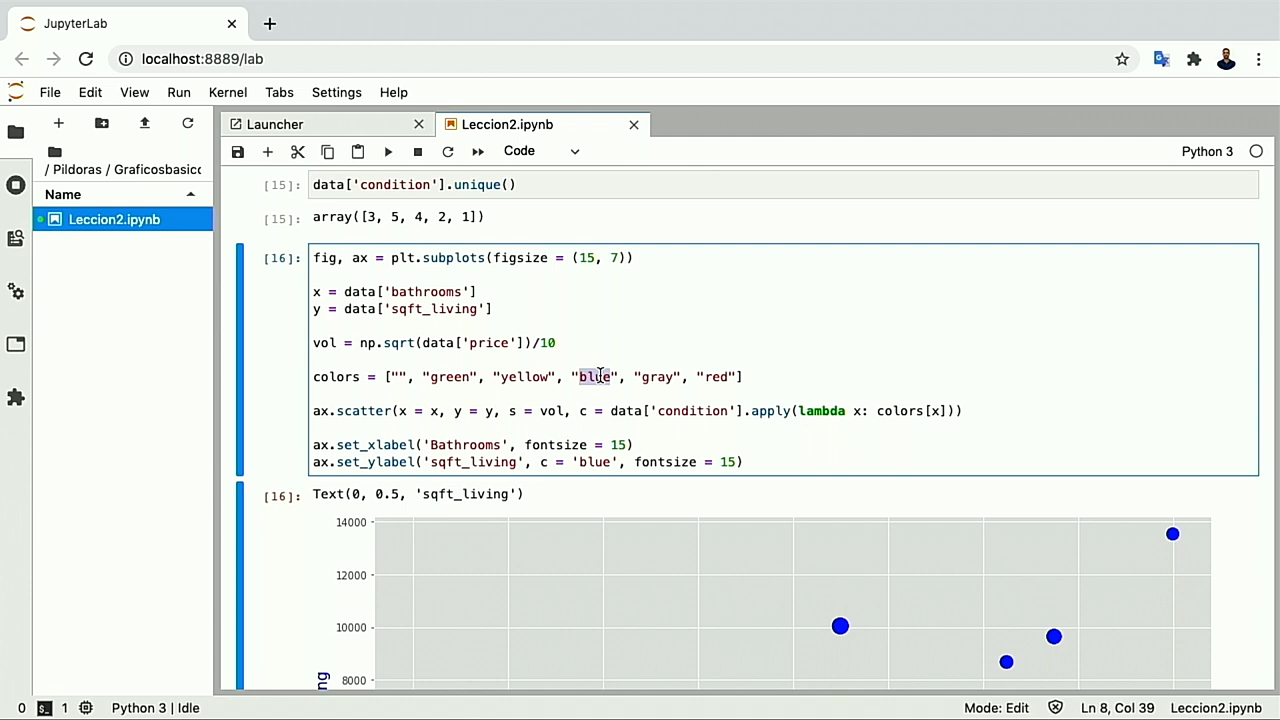 JupyterLab
localhost:8889/lab
File Edit View Run Kernel Tabs Settings Help
Launcher
Leccion2.ipynb
Code
Python 3
/ Pildoras / Graficosbasicc
Name
Leccion2.ipynb
[15]: data['condition'].unique()
[15]: array([3, 5, 4, 2, 1])
[16]: fig, ax = plt.subplots(figsize = (15, 7))
x = data['bathrooms']
y = data['sqft_living']
vol = np.sqrt(data['price'])/10
colors = ["", "green", "yellow", "blue", "gray", "red"]
ax.scatter(x = x, y = y, s = vol, c = data['condition'].apply(lambda x: colors[x]))
ax.set_xlabel('Bathrooms', fontsize = 15)
ax.set_ylabel('sqft_living', c = 'blue', fontsize = 15)
[16]: Text(0, 0.5, 'sqft_living')
14000
12000
10000
8000
ng
0 $_ 1 Python 3 | Idle
Mode: Edit Ln 8, Col 39 Leccion2.ipynb